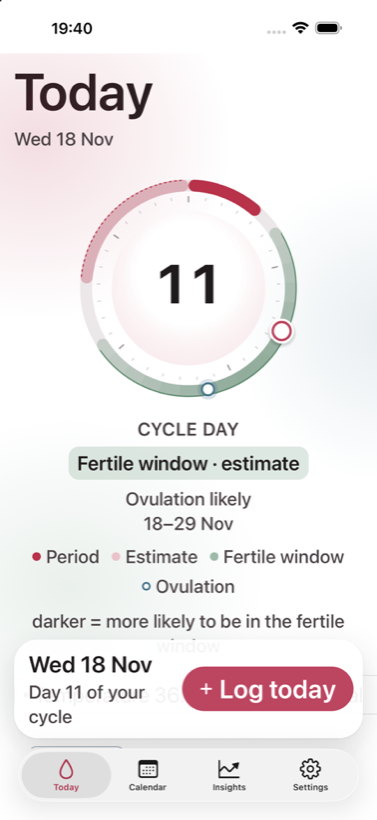 19:40
Today
Wed 18 Nov
11
CYCLE DAY
Fertile window · estimate
Ovulation likely
18–29 Nov
Period Estimate Fertile window
Ovulation
darker = more likely to be in the fertile
window
Wed 18 Nov
Day 11 of your
cycle
+ Log today
Today Calendar Insights Settings